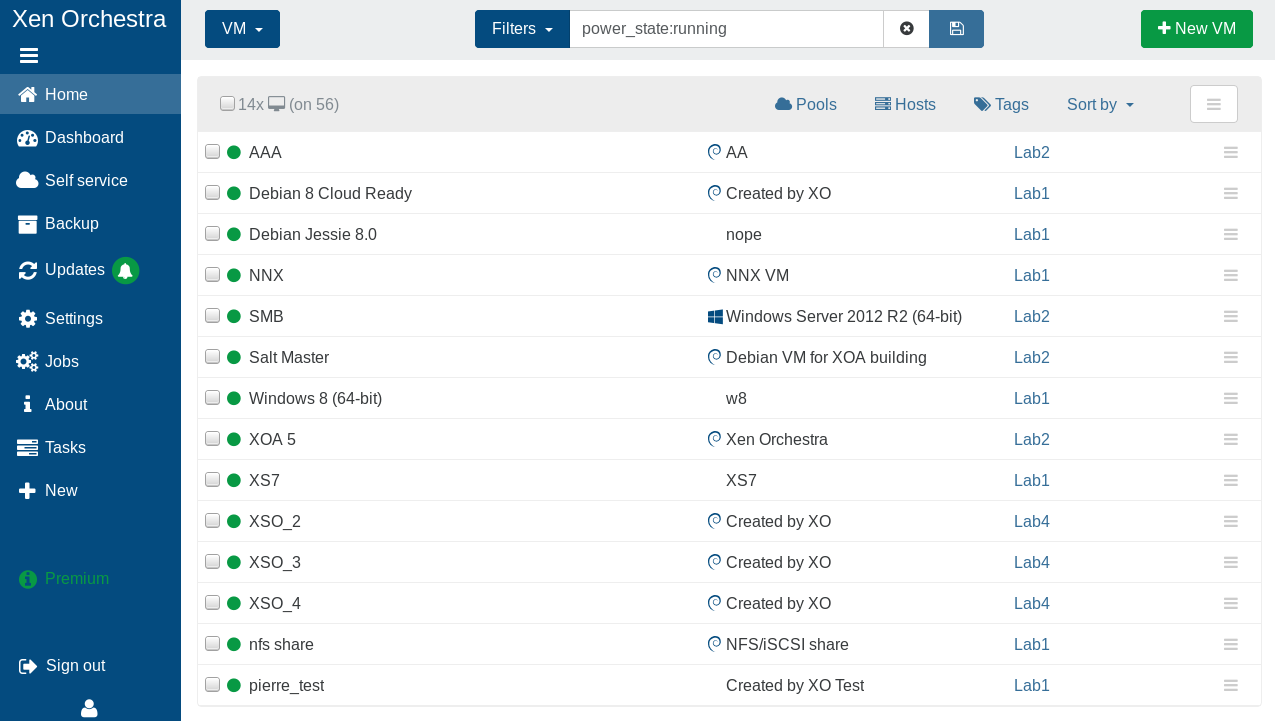 Xen Orchestra
VM
Filters
power_state:running
New VM
Home
Dashboard
Self service
Backup
Updates
Settings
Jobs
About
Tasks
New
Premium
Sign out
14x (on 56) Pools Hosts Tags Sort by
AAA AA Lab2
Debian 8 Cloud Ready Created by XO Lab1
Debian Jessie 8.0 nope Lab1
NNX NNX VM Lab1
SMB Windows Server 2012 R2 (64-bit) Lab2
Salt Master Debian VM for XOA building Lab2
Windows 8 (64-bit) w8 Lab1
XOA 5 Xen Orchestra Lab2
XS7 XS7 Lab1
XSO_2 Created by XO Lab4
XSO_3 Created by XO Lab4
XSO_4 Created by XO Lab4
nfs share NFS/iSCSI share Lab1
pierre_test Created by XO Test Lab1